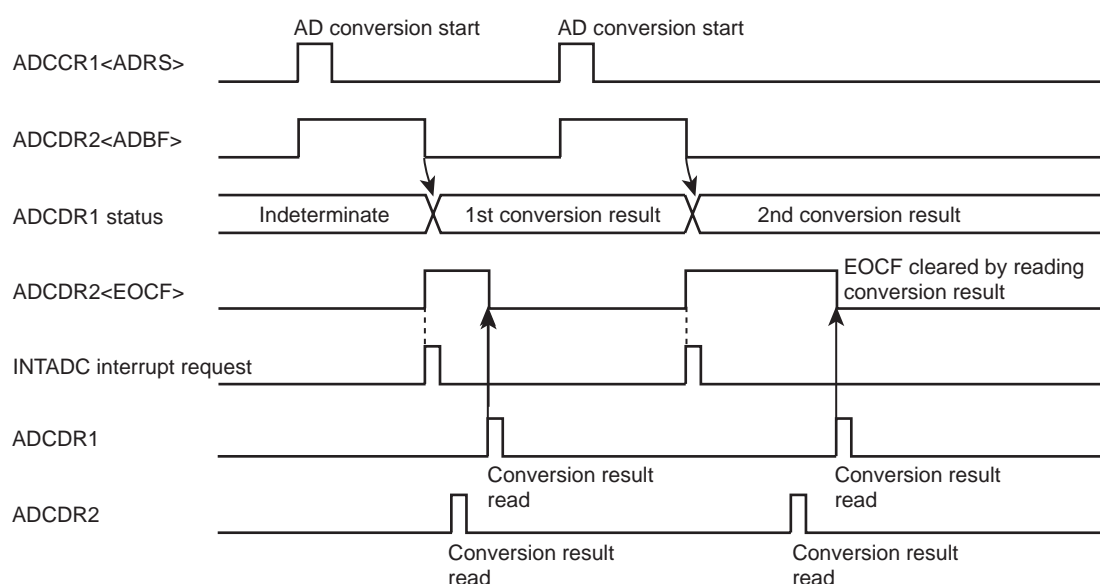 AD conversion start
AD conversion start
ADCCR1<ADRS>
ADCDR2<ADBF>
ADCDR1 status
Indeterminate
1st conversion result
2nd conversion result
ADCDR2<EOCF>
EOCF cleared by reading
conversion result
INTADC interrupt request
ADCDR1
Conversion result
read
Conversion result
read
ADCDR2
Conversion result
read
Conversion result
read